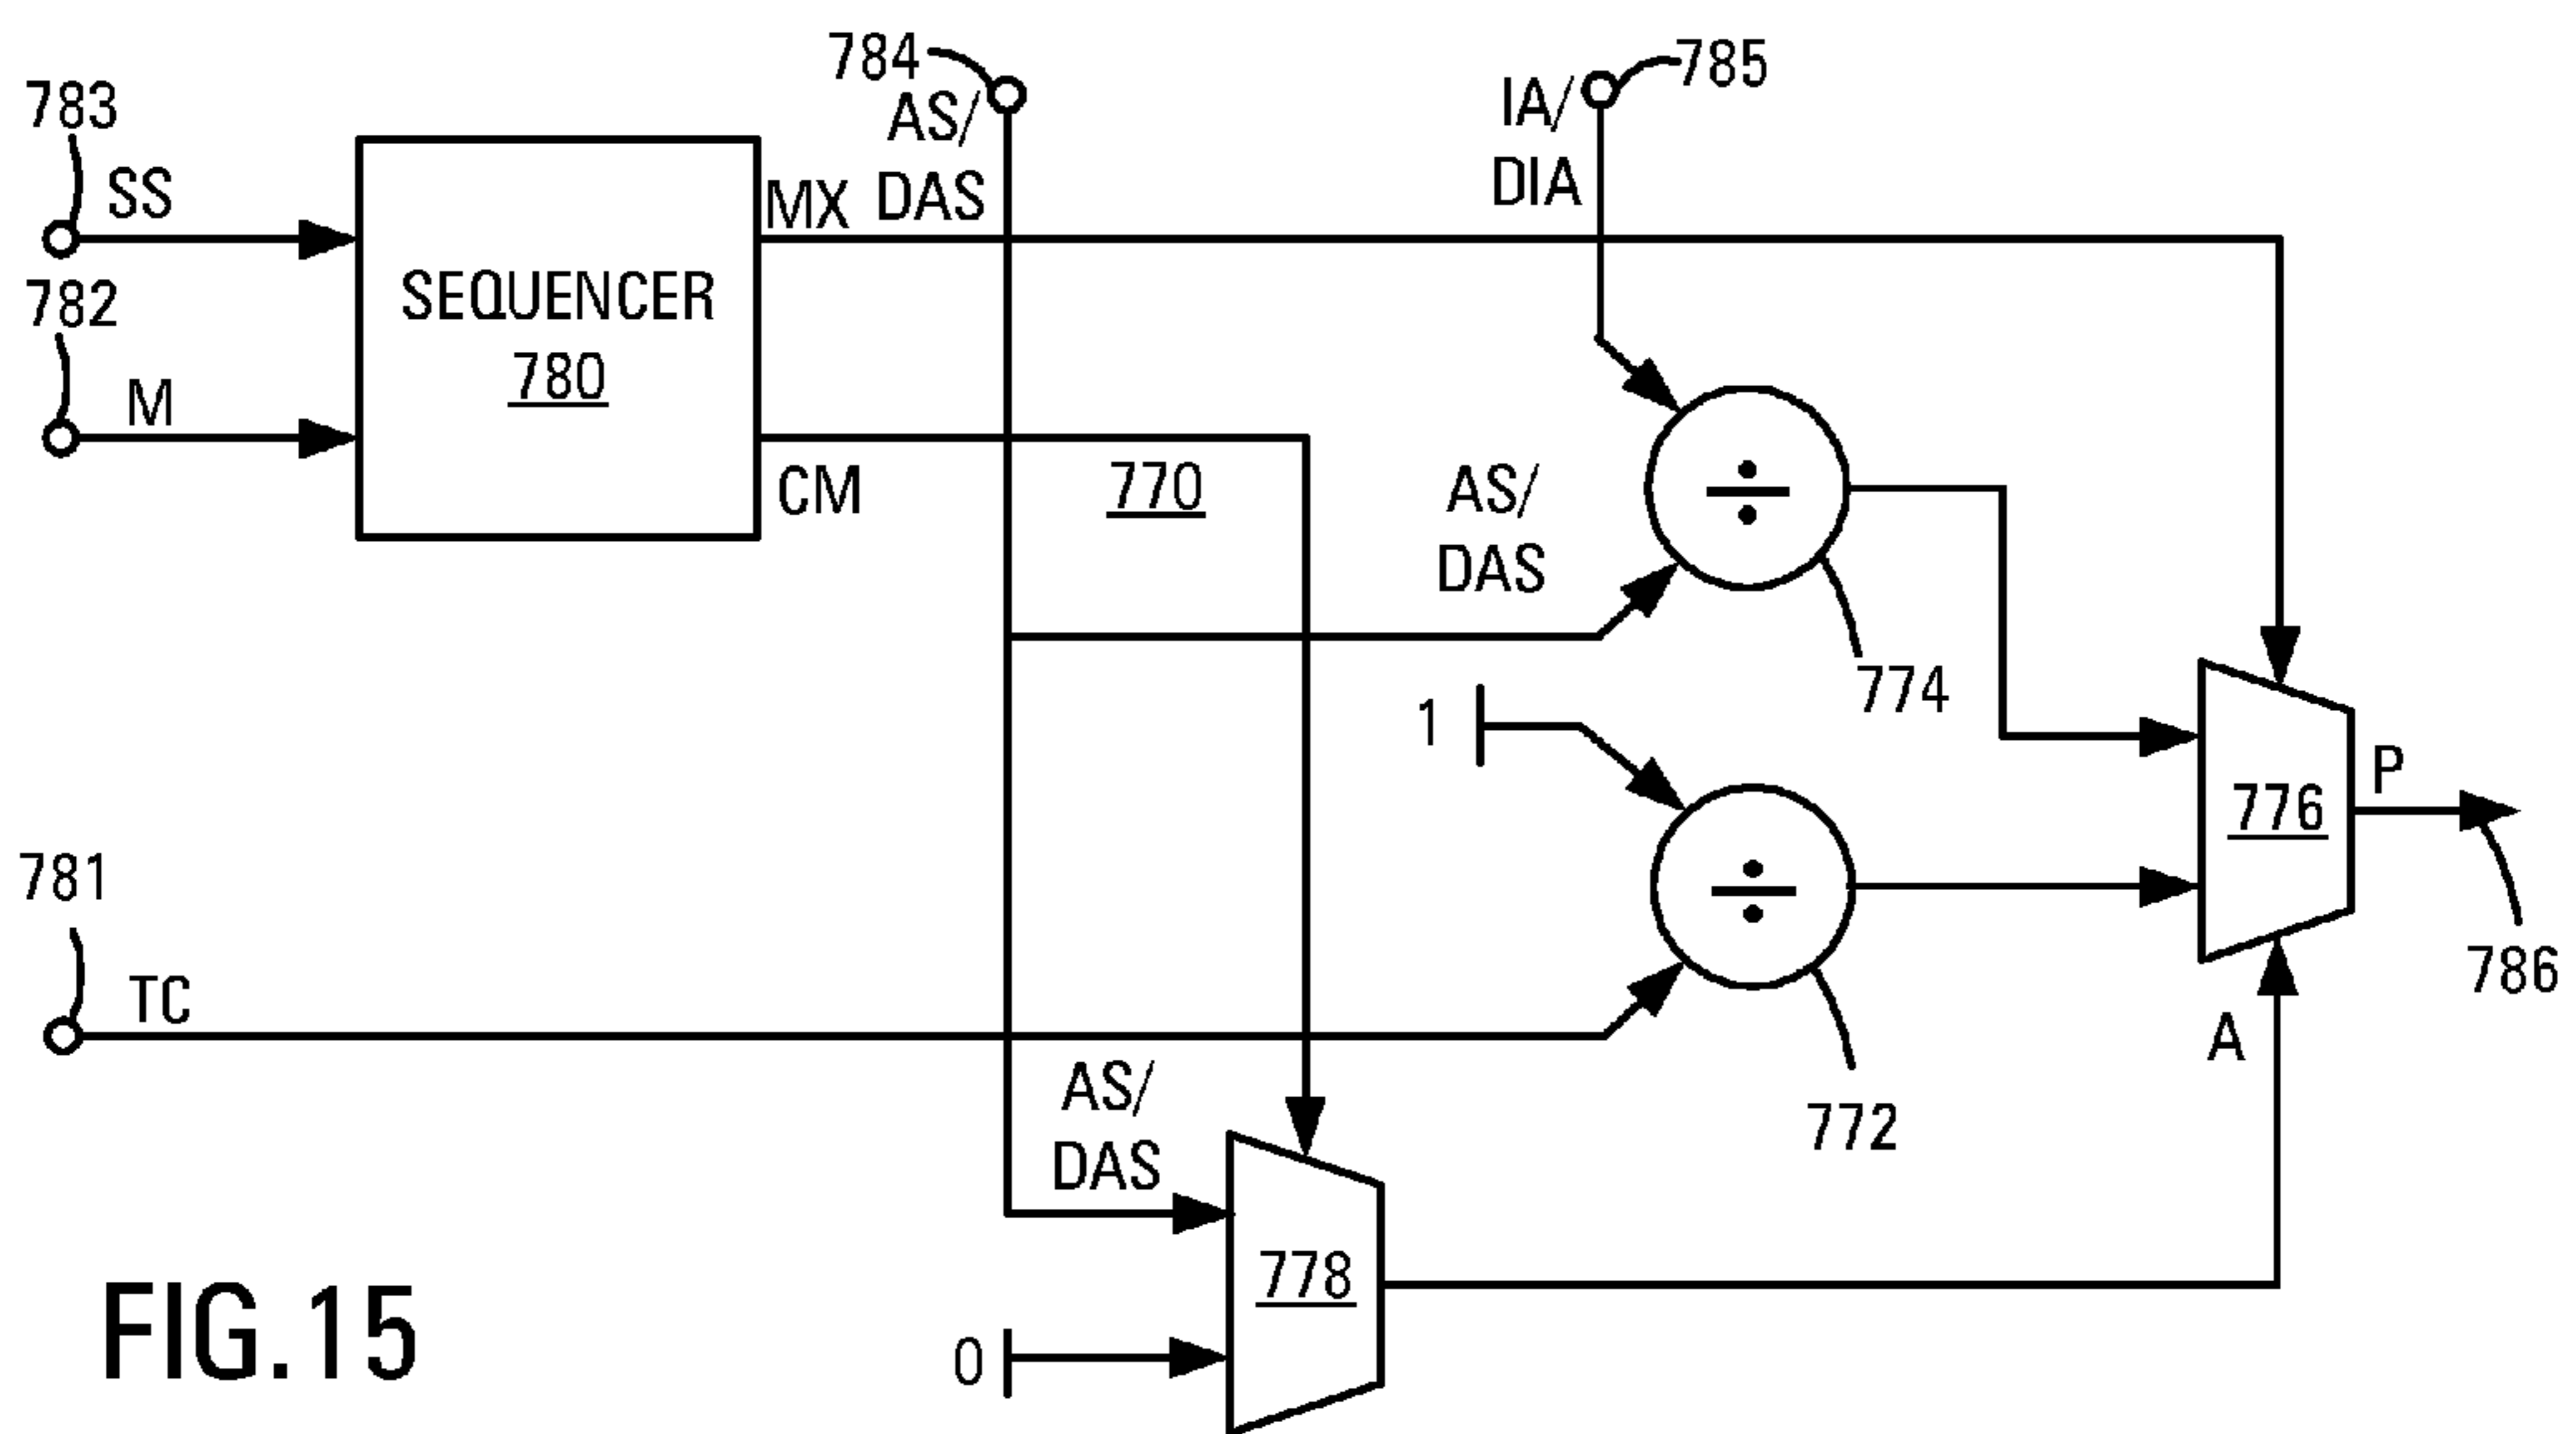 784
785
783
AS/
DAS
IA/
DIA
SS
MX
782
SEQUENCER
780
M
CM
770
AS/
DAS
774
1
P
776
781
786
TC
A
AS/
DAS
772
778
0
FIG.15